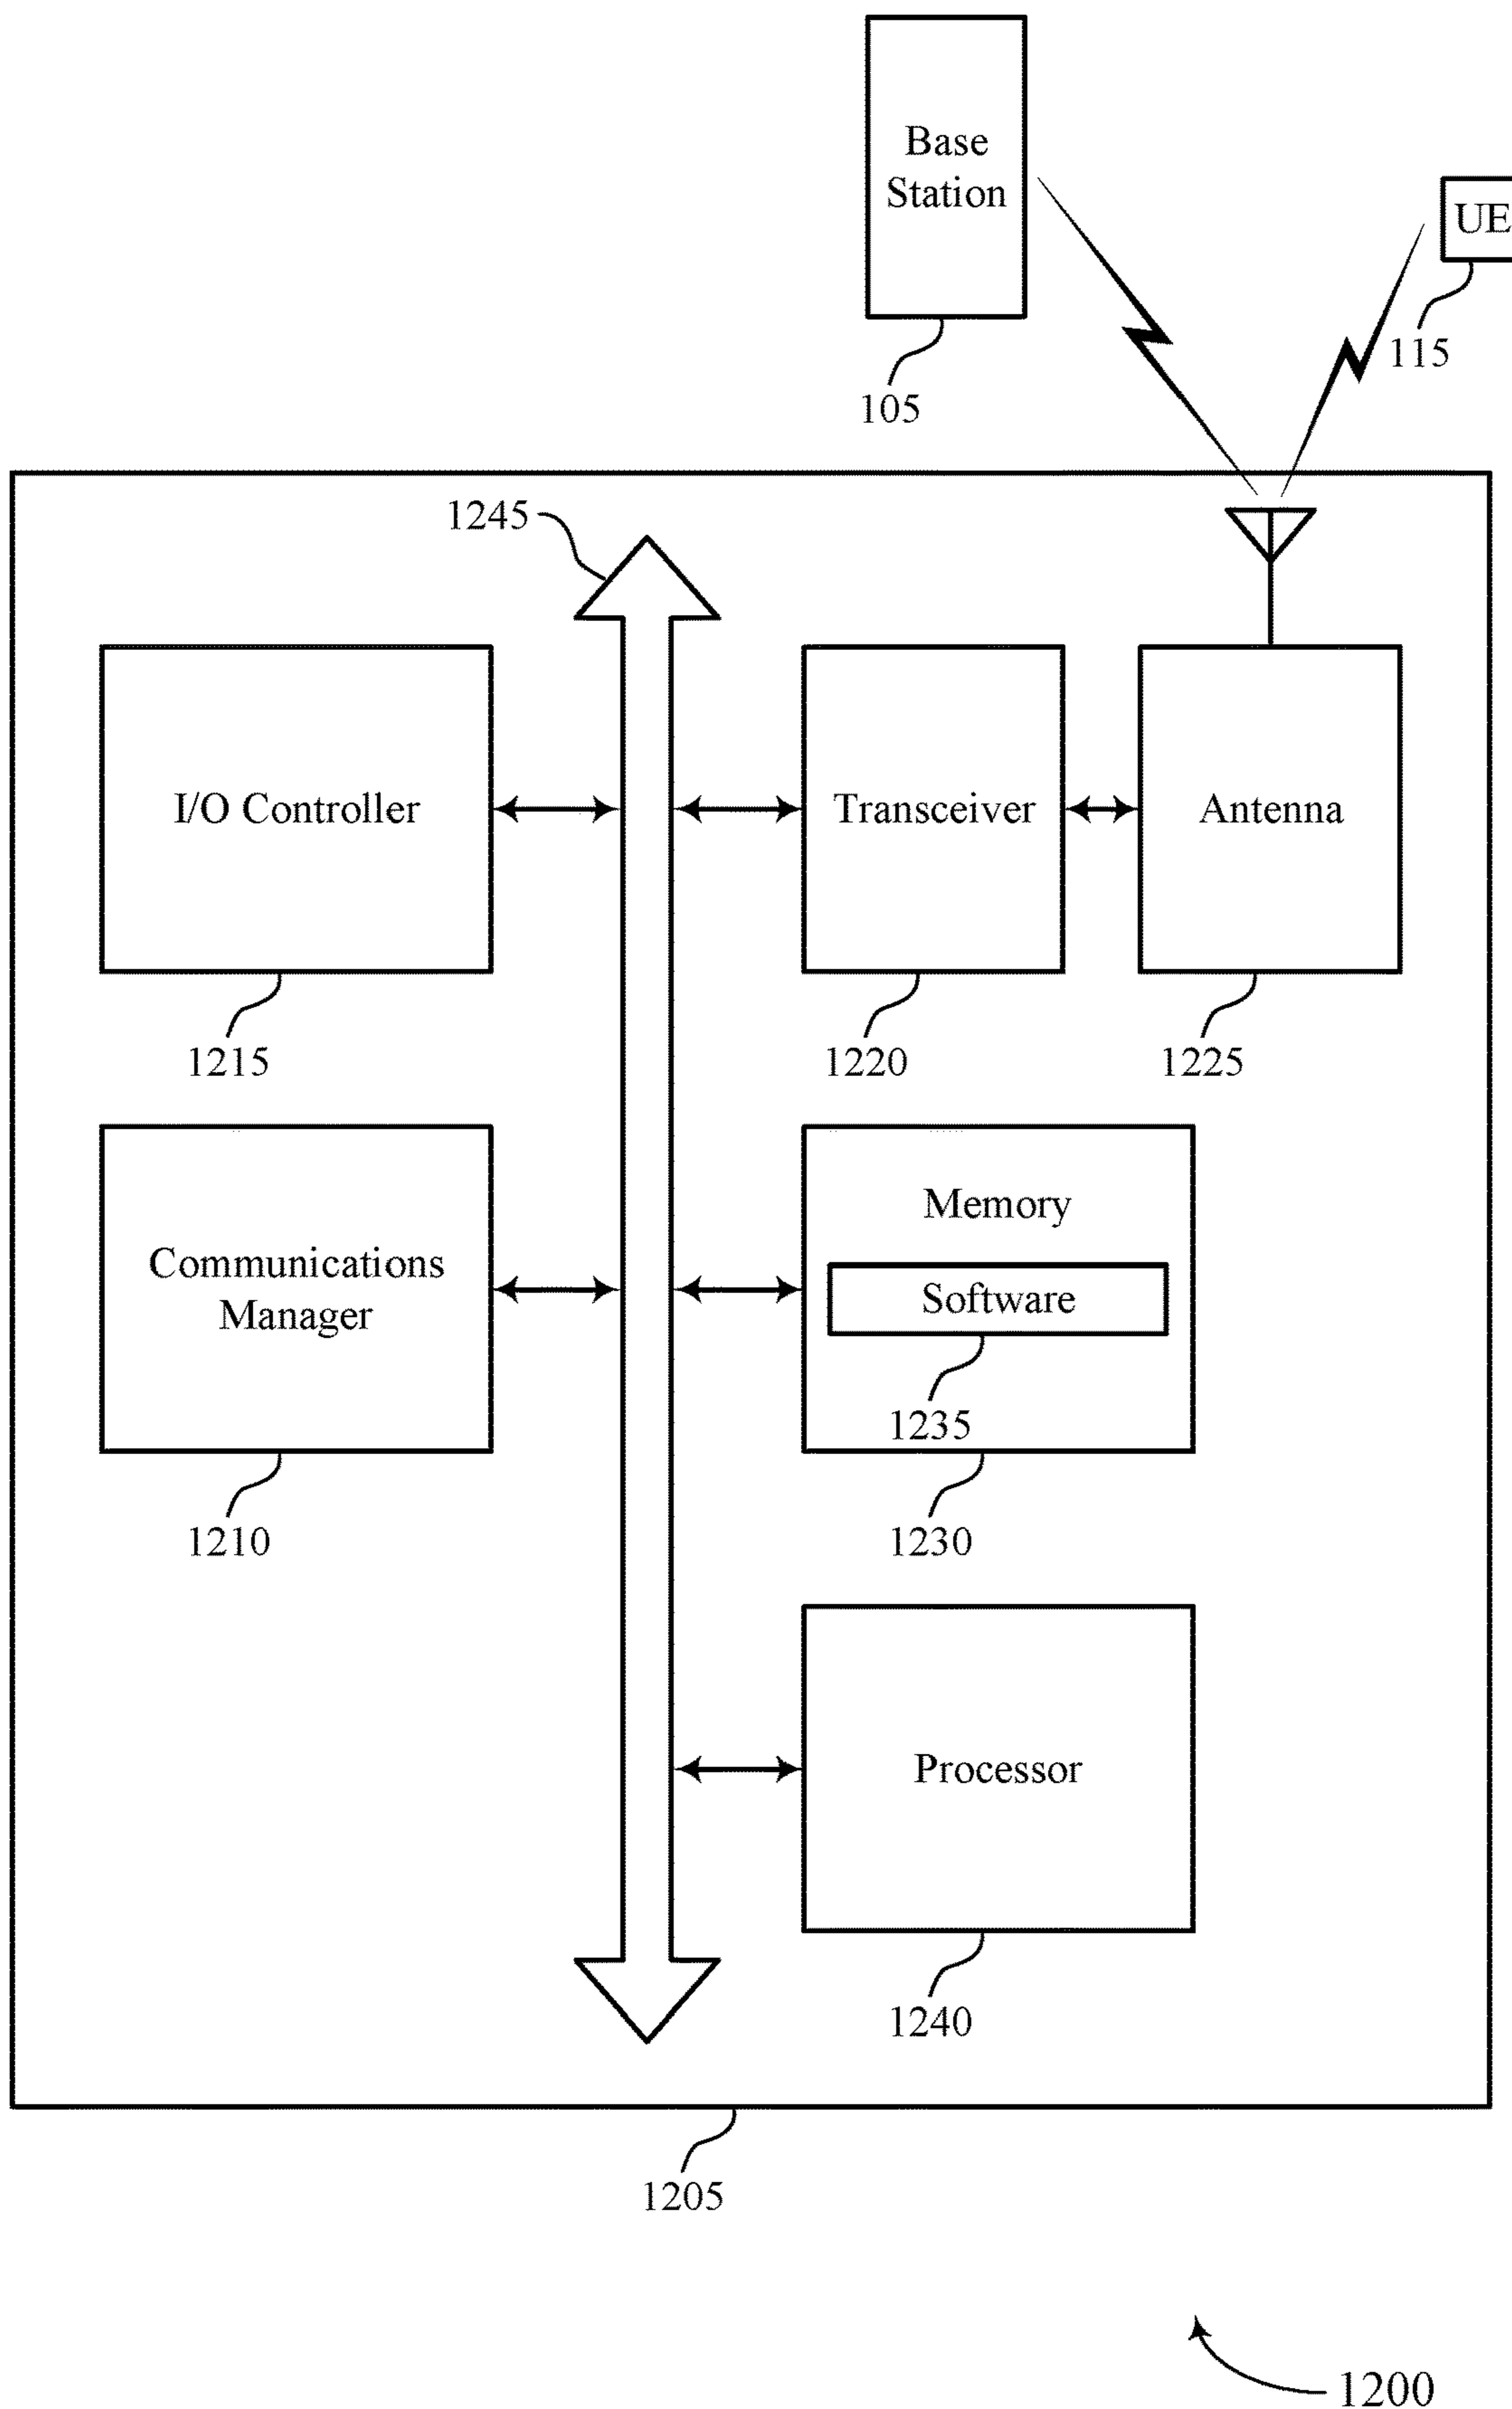 Base
Station
UE
115
105
1245
I/O Controller
Transceiver
Antenna
1215
1220
1225
Communications
Manager
Memory
Software
1235
1210
1230
Processor
1240
1205
1200